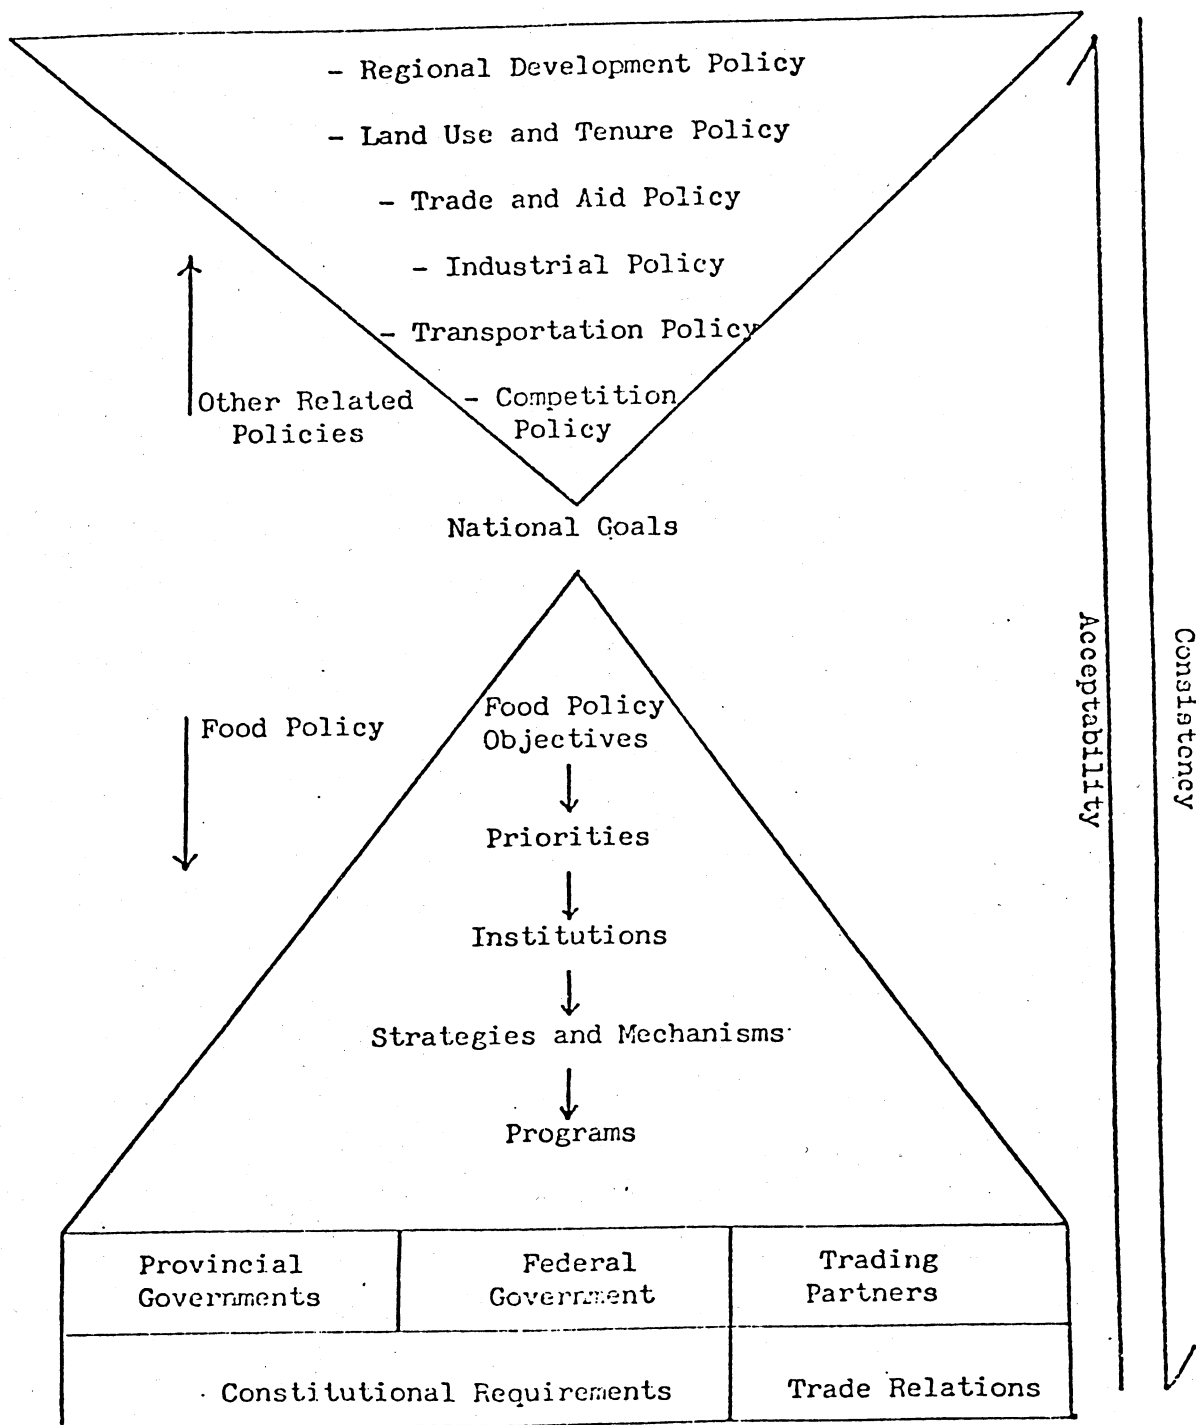 - Regional Development Policy
- Land Use and Tenure Policy
- Trade and Aid Policy
- Industrial Policy
- Transportation Policy
- Competition
Policy
Other Related
Policies
National Goals
Food Policy
Food Policy
Objectives
Priorities
Institutions
Strategies and Mechanisms
Programs
Provincial
Governments
Federal
Government
Trading
Partners
Constitutional Requirements
Trade Relations
Acceptability
Consistency